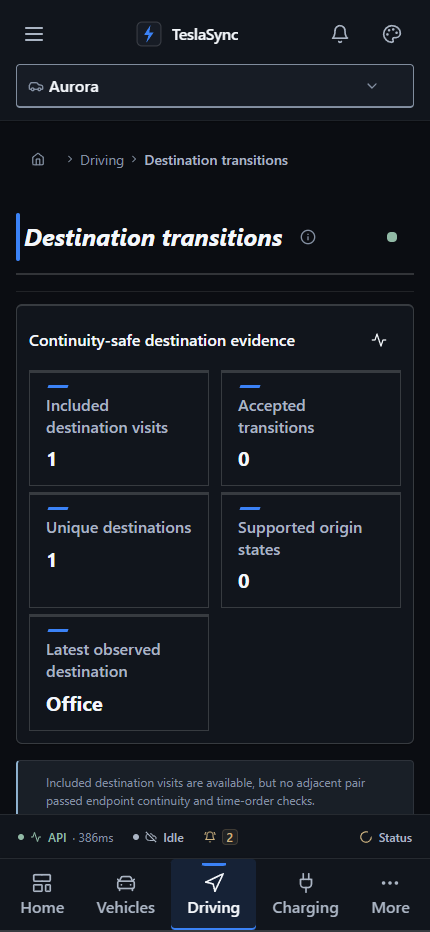 TeslaSync
Aurora
Driving
Destination transitions
Destination transitions
Continuity-safe destination evidence
Included
destination visits
1
Accepted
transitions
0
Unique destinations
1
Supported origin
states
0
Latest observed
destination
Office
Included destination visits are available, but no adjacent pair
passed endpoint continuity and time-order checks.
API · 386ms
Idle
2
Status
Home
Vehicles
Driving
Charging
More